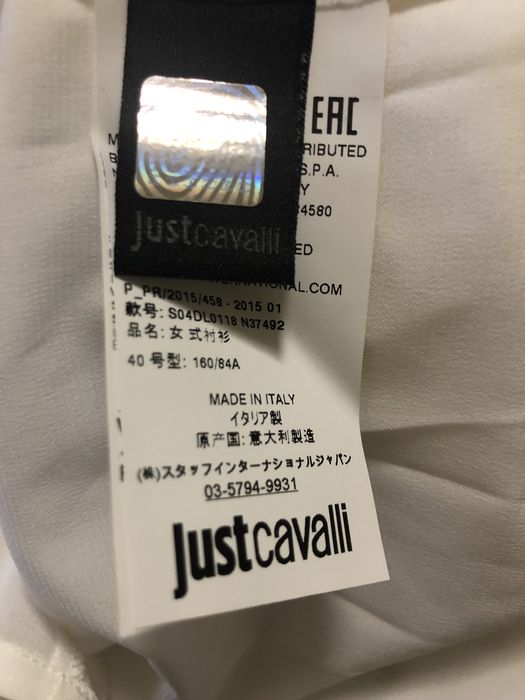 EAC
RIBUTED
S.P.A.
Y
4580
ED
NATIONAL.COM
justcavalli
P_PR/2015/458 - 2015 01
款号: S04DL0118 N37492
品名: 女式衬衫
40 号型: 160/84A
MADE IN ITALY
イタリア製
原产国: 意大利製造
(株)スタッフインターナショナルジャパン
03-5794-9931
justcavalli